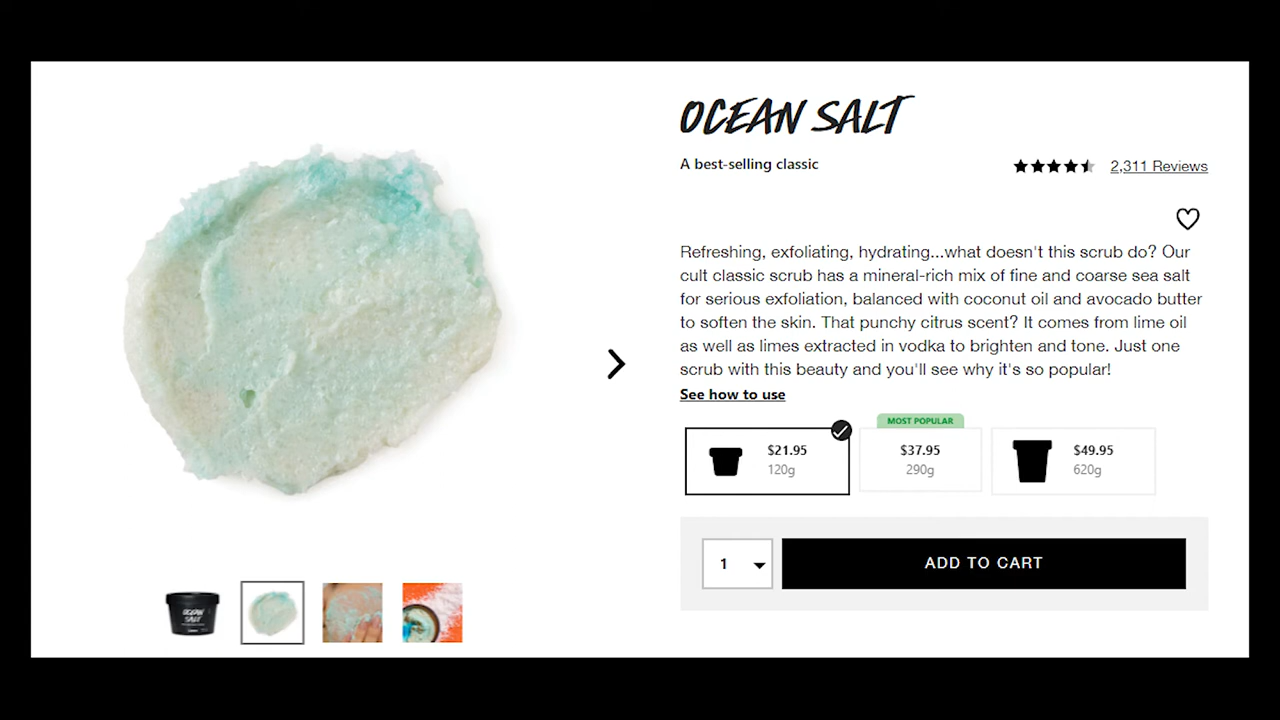 OCEAN SALT
A best-selling classic
2,311 Reviews
Refreshing, exfoliating, hydrating...what doesn't this scrub do? Our
cult classic scrub has a mineral-rich mix of fine and coarse sea salt
for serious exfoliation, balanced with coconut oil and avocado butter
to soften the skin. That punchy citrus scent? It comes from lime oil
as well as limes extracted in vodka to brighten and tone. Just one
scrub with this beauty and you'll see why it's so popular!
See how to use
MOST POPULAR
$21.95
120g
$37.95
290g
$49.95
620g
1
ADD TO CART
OCEAN
SALT